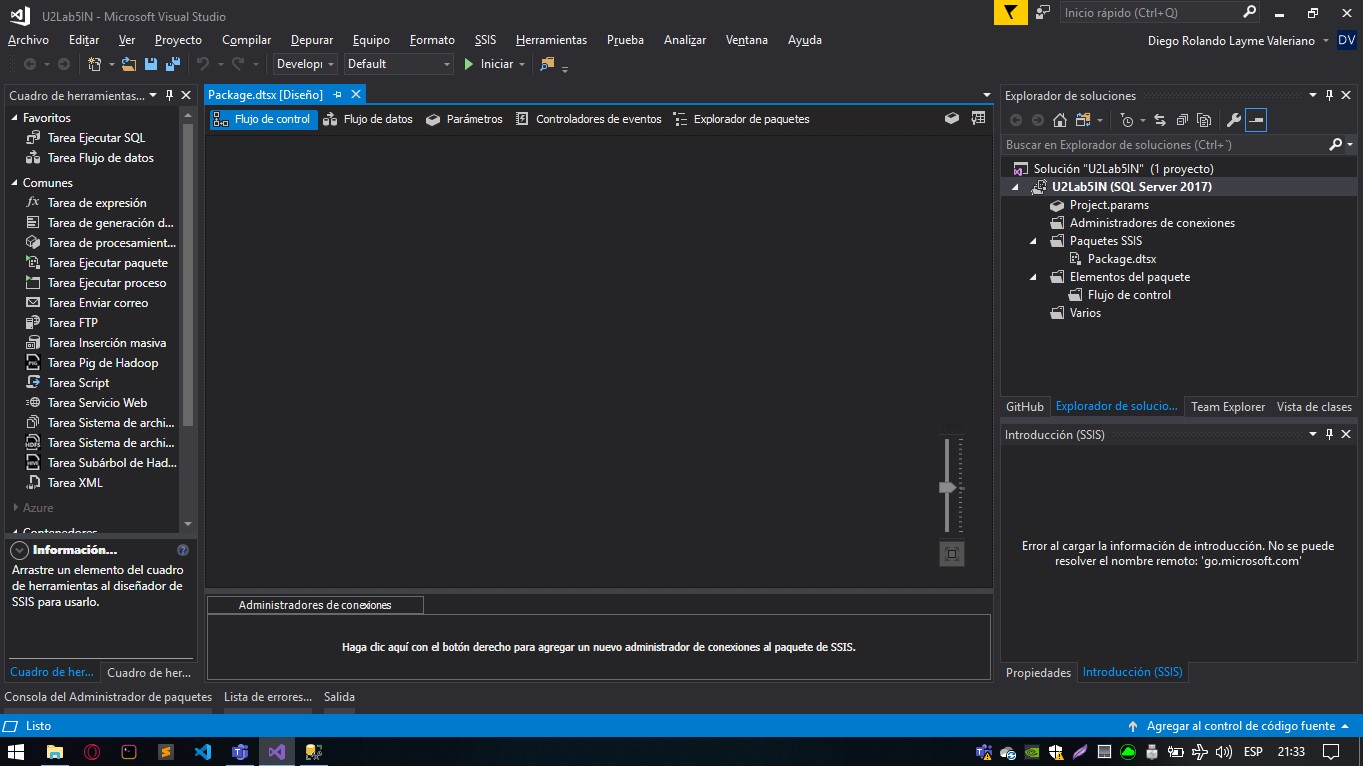 U2Lab5IN - Microsoft Visual Studio
Inicio rápido (Ctrl+Q)
Archivo Editar Ver Proyecto Compilar Depurar Equipo Formato SSIS Herramientas Prueba Analizar Ventana Ayuda
Diego Rolando Layme Valeriano DV
Developi Default Iniciar
Cuadro de herramientas...
Favoritos
Tarea Ejecutar SQL
Tarea Flujo de datos
Comunes
Tarea de expresión
Tarea de generación d...
Tarea de procesamient...
Tarea Ejecutar paquete
Tarea Ejecutar proceso
Tarea Enviar correo
Tarea FTP
Tarea Inserción masiva
Tarea Pig de Hadoop
Tarea Script
Tarea Servicio Web
Tarea Sistema de archi...
Tarea Sistema de archi...
Tarea Subárbol de Had...
Tarea XML
Azure
Contenedores
Información...
Arrastre un elemento del cuadro
de herramientas al diseñador de
SSIS para usarlo.
Cuadro de her... Cuadro de her...
Package.dtsx [Diseño]
Flujo de control Flujo de datos Parámetros Controladores de eventos Explorador de paquetes
Administradores de conexiones
Haga clic aquí con el botón derecho para agregar un nuevo administrador de conexiones al paquete de SSIS.
Explorador de soluciones
Buscar en Explorador de soluciones (Ctrl+¨)
Solución "U2Lab5IN" (1 proyecto)
U2Lab5IN (SQL Server 2017)
Project.params
Administradores de conexiones
Paquetes SSIS
Package.dtsx
Elementos del paquete
Flujo de control
Varios
GitHub Explorador de solucio... Team Explorer Vista de clases
Introducción (SSIS)
Error al cargar la información de introducción. No se puede
resolver el nombre remoto: 'go.microsoft.com'
Propiedades Introducción (SSIS)
Consola del Administrador de paquetes Lista de errores... Salida
Listo
Agregar al control de código fuente
ESP 21:33